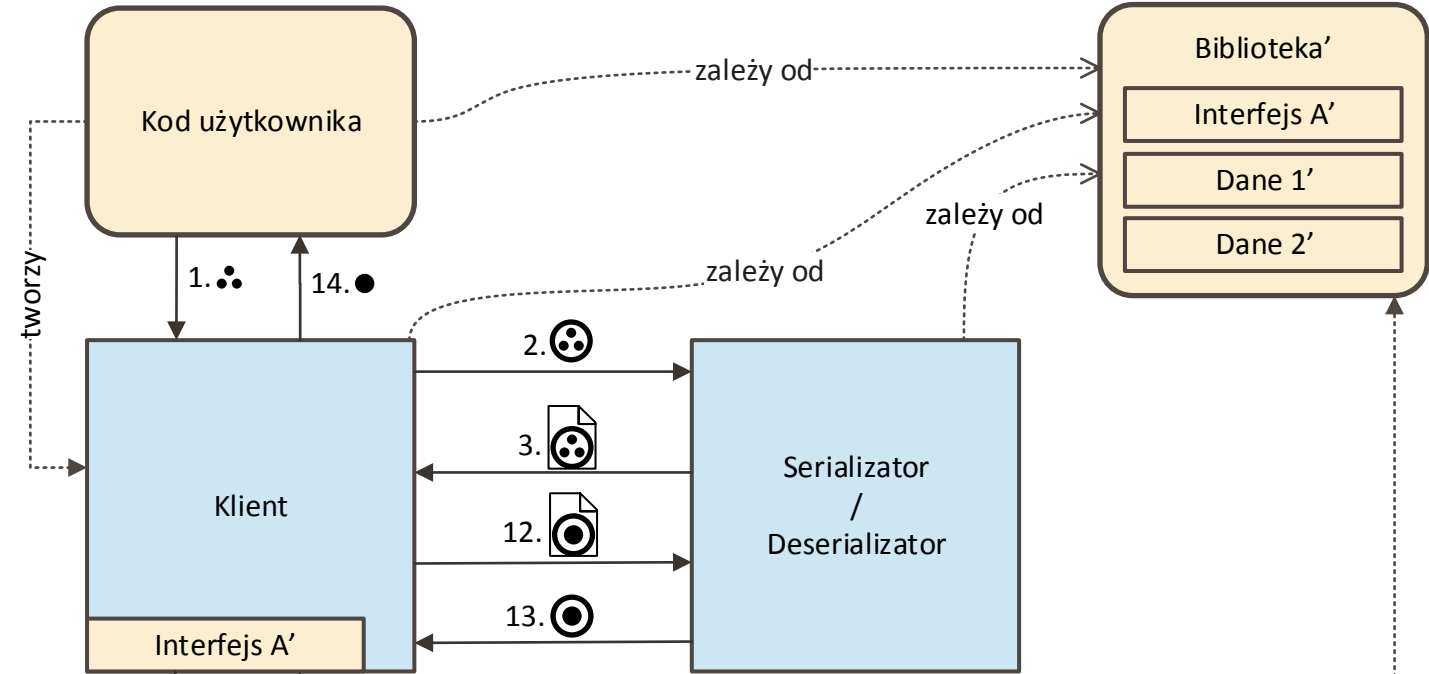 Biblioteka’
zależy od
Interfejs A’
Kod użytkownika
Dane 1’
zależy od
Dane 2’
zależy od
tworzy
1.
14.
2.
3.
Serializator
/
Deserializator
Klient
12.
13.
Interfejs A’